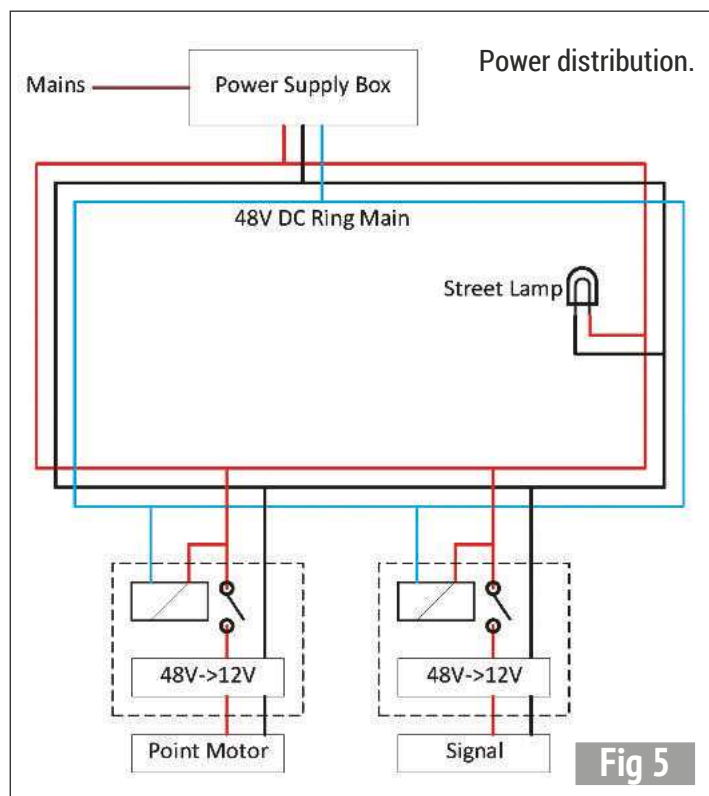 Power distribution.
Mains
Power Supply Box
48V DC Ring Main
Street Lamp
48V->12V
48V->12V
Point Motor
Signal
Fig 5